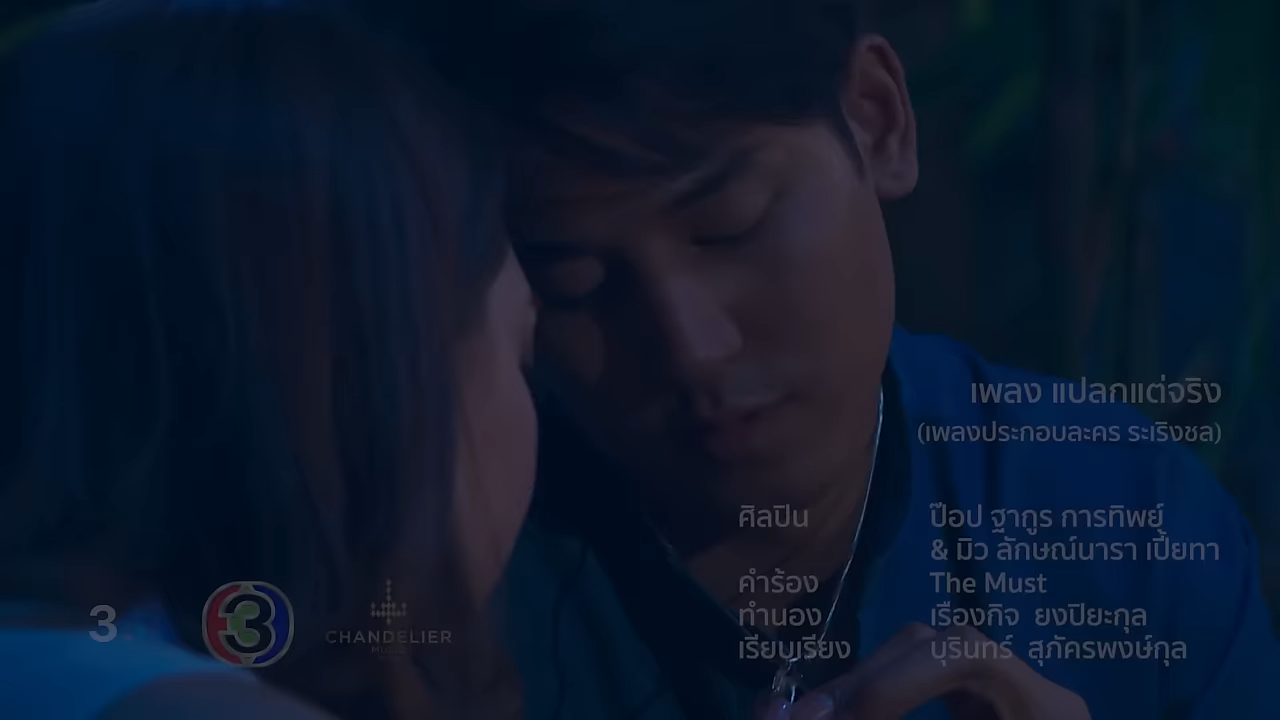 เพลง แปลกแต่จริง
(เพลงประกอบละคร ระเริงชล)
ศิลปิน ป๊อป ฐากูร การทิพย์
& มิว ลักษณ์นารา เปี้ยทา
คำร้อง The Must
ทำนอง เรืองกิจ ยงปิยะกุล
เรียบเรียง บุรินทร์ สุภัครพงษ์กุล
3
3
CHANDELIER
MUSIC